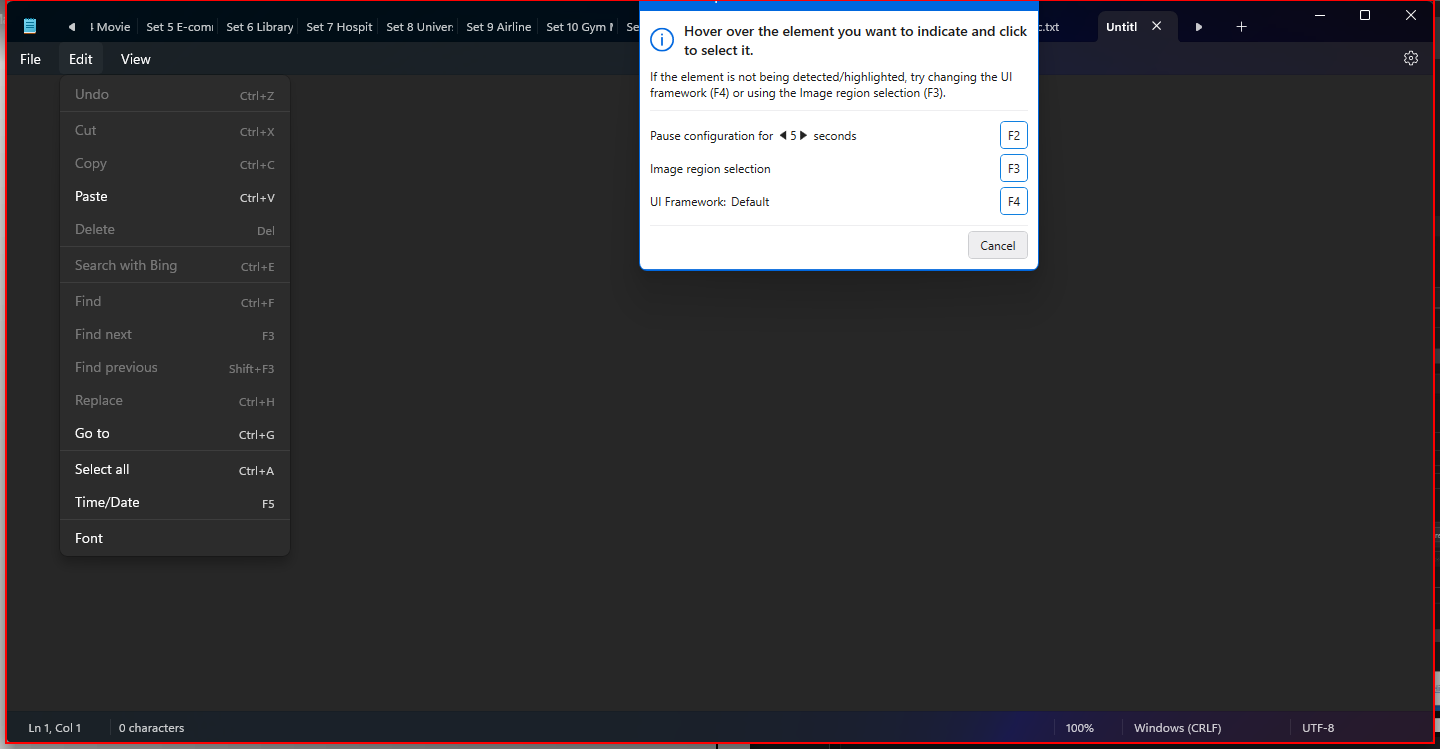 Movie Set 5 E-com Set 6 Library Set 7 Hospit Set 8 Univer Set 9 Airline Set 10 Gym c.txt Untitl
File Edit View
Undo Ctrl+Z
Cut Ctrl+X
Copy Ctrl+C
Paste Ctrl+V
Delete Del
Search with Bing Ctrl+E
Find Ctrl+F
Find next F3
Find previous Shift+F3
Replace Ctrl+H
Go to Ctrl+G
Select all Ctrl+A
Time/Date F5
Font
Hover over the element you want to indicate and click
to select it.
If the element is not being detected/highlighted, try changing the UI
framework (F4) or using the Image region selection (F3).
Pause configuration for 5 seconds F2
Image region selection F3
UI Framework: Default F4
Cancel
Ln 1, Col 1 0 characters 100% Windows (CRLF) UTF-8